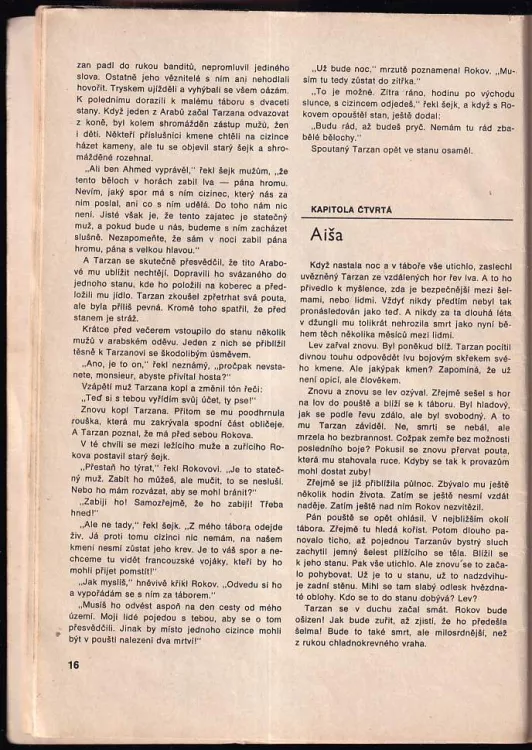 zan padl do rukou banditů, nepromluvil jediného
slova. Ostatně jeho věznitelé s ním ani nehodlali
hovořit. Tryskem ujížděli a vyhýbali se všem oázám.
K polednímu dorazili k malému táboru s dvaceti
stany. Když jeden z Arabů začal Tarzana odvazovat
z koně, byl kolem shromážděn zástup mužů, žen
i dětí. Někteří příslušníci kmene chtěli na cizince
házet kameny, ale tu se objevil starý šejk a shro-
mážděné rozehnal.
„Ali ben Ahmed vyprávěl,“ řekl šejk mužům, „že
tento běloch v horách zabil lva — pána hromu.
Nevím, jaký spor má s ním cizinec, který nás za
ním poslal, ani co s ním udělá. Do toho nám nic
není. Jisté však je, že tento zajatec je statečný
muž, a pokud bude u nás, budeme s ním zacházet
slušně. Nezapomeňte, že sám v noci zabil pána
hromu, pána s velkou hlavou.“
A Tarzan se skutečně přesvědčil, že tito Arabo-
vé mu ublížit nechtějí. Dopravili ho svázaného do
jednoho stanu, kde ho položili na koberec a před-
ložili mu jídlo. Tarzan zkoušel zpřetrhat svá pouta,
ale byla příliš pevná. Kromě toho spatřil, že před
stanem je stráž.
Krátce před večerem vstoupilo do stanu několik
mužů v arabském oděvu. Jeden z nich se přiblížil
těsně k Tarzanovi se škodolibým úsměvem.
„Ano, je to on,“ řekl neznámý, „pročpak nevsta-
nete, monsieur, abyste přivítal hosta?“
Vzápětí muž Tarzana kopl a změnil tón řeči:
„Teď si s tebou vyřídím svůj účet, ty pse!“
Znovu kopl Tarzana. Přitom se mu poodhrnula
rouška, která mu zakrývala spodní část obličeje.
A Tarzan poznal, že má před sebou Rokova.
V té chvíli se mezi ležícího muže a zuřícího Ro-
kova postavil starý šejk.
„Přestaň ho týrat,“ řekl Rokovovi. „Je to stateč-
ný muž. Zabít ho můžeš, ale mučit, to se nesluší.
Nebo ho mám rozvázat, aby se mohl bránit?“
„Zabiji ho! Samozřejmě, že ho zabiji! Třeba
hned!“
„Ale ne tady,“ řekl šejk. „Z mého tábora odejde
živ. Já proti tomu cizinci nic nemám, na našem
kmeni nesmí zůstat jeho krev. Je to váš spor a ne-
chceme tu vidět francouzské vojáky, kteří by ho
mohli přijet pomstít!“
„Jak myslíš,“ hněvivě křikl Rokov. „Odvedu si ho
a vypořádám se s ním za táborem.“
„Musíš ho odvést aspoň na den cesty od mého
území. Moji lidé pojedou s tebou, aby se o tom
přesvědčili. Jinak by místo jednoho cizince mohli
být v poušti nalezeni dva mrtví!“
16
„Už bude noc,“ mrzutě poznamenal Rokov. „Mu-
sím tu tedy zůstat do zítřka.“
„To je možné. Zítra ráno, hodinu po východu
slunce, s cizincem odjedeš,“ řekl šejk, a když s Ro-
kovem opouštěl stan, ještě dodal:
„Budu rád, až budeš pryč. Nemám tu rád zba-
bělé bělochy.“
Spoutaný Tarzan opět ve stanu osaměl.
KAPITOLA ČTVRTÁ
Aiša
Když nastala noc a v táboře vše utichlo, zaslechl
uvězněný Tarzan ze vzdálených hor řev lva. A to ho
přivedlo k myšlence, zda je bezpečnější mezi šel-
mami, nebo lidmi. Vždyť nikdy předtím nebyl tak
pronásledován jako teď. A nikdy za ta dlouhá léta
v džungli mu tolikrát nehrozila smrt jako nyní bě-
hem těch několika měsíců mezi lidmi.
Lev zařval znovu. Byl poněkud blíž. Tarzan pocítil
divnou touhu odpovědět lvu bojovým skřekem své-
ho kmene. Ale jakýpak kmen? Zapomíná, že už
není opicí, ale člověkem.
Znovu a znovu se lev ozýval. Zřejmě sešel s hor
na lov do pouště a blíží se k táboru. Byl hladový,
jak se podle řevu zdálo, ale byl svobodný. A to
mu Tarzan záviděl. Ne, smrti se nebál, ale
mrzela ho bezbrannost. Cožpak zemře bez možnosti
posledního boje? Pokusil se znovu přervat pouta,
která mu stahovala ruce. Kdyby se tak k provazům
mohl dostat zuby!
Zřejmě se již přiblížila půlnoc. Zbývalo mu ještě
několik hodin života. Zatím se ještě nesmí vzdát
naděje. Zatím ještě nad ním Rokov nezvítězil.
Pán pouště se opět ohlásil. V nejbližším okolí
tábora. Zřejmě tu hledá kořist. Potom dlouho pa-
novalo ticho, až pojednou Tarzanův bystrý sluch
zachytil jemný šelest plížícího se těla. Blížil se
k jeho stanu. Pak vše utichlo. Ale znovu se to zača-
lo pohybovat. Už je to u stanu, už to nadzdvihu-
je zadní stěnu. Mihl se tam slabý odlesk hvězdna-
té oblohy. Kdo se to do stanu dobývá? Lev?
Tarzan se v duchu začal smát. Rokov bude
ošizen! Jak bude zuřit, až zjistí, že ho předešla
šelma! Bude to také smrt, ale milosrdnější, než
z rukou chladnokrevného vraha.